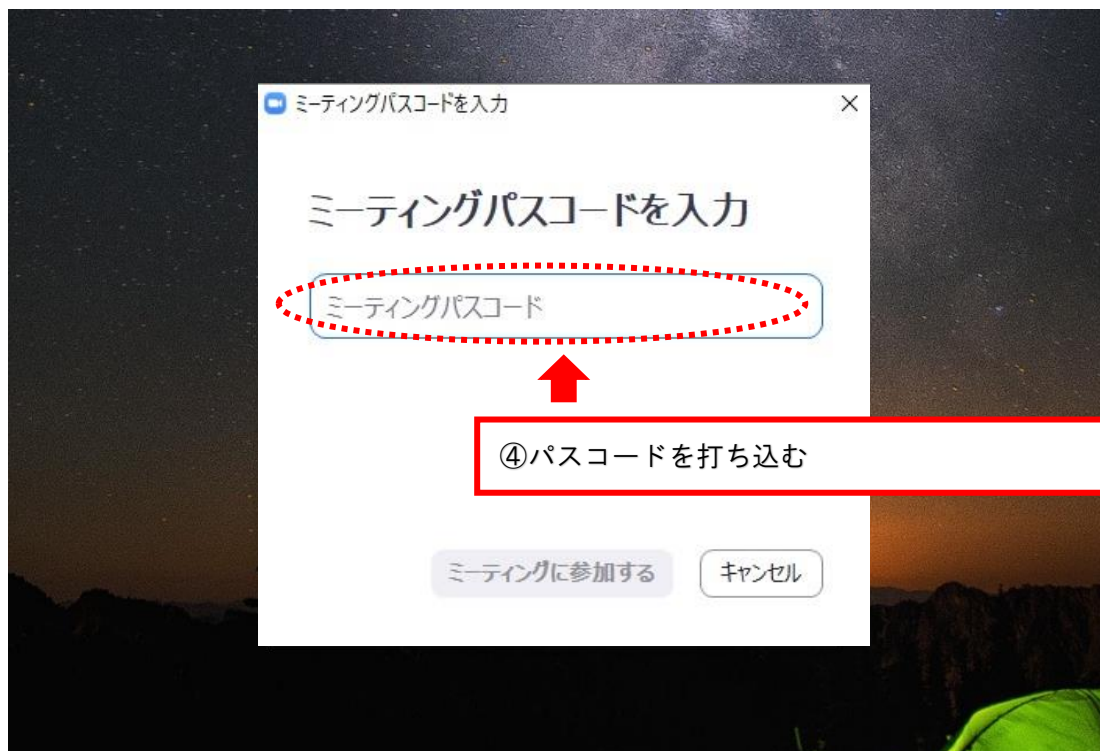 ミーティングパスコードを入力
ミーティングパスコードを入力
ミーティングパスコード
④パスコードを打ち込む
ミーティングに参加する
キャンセル